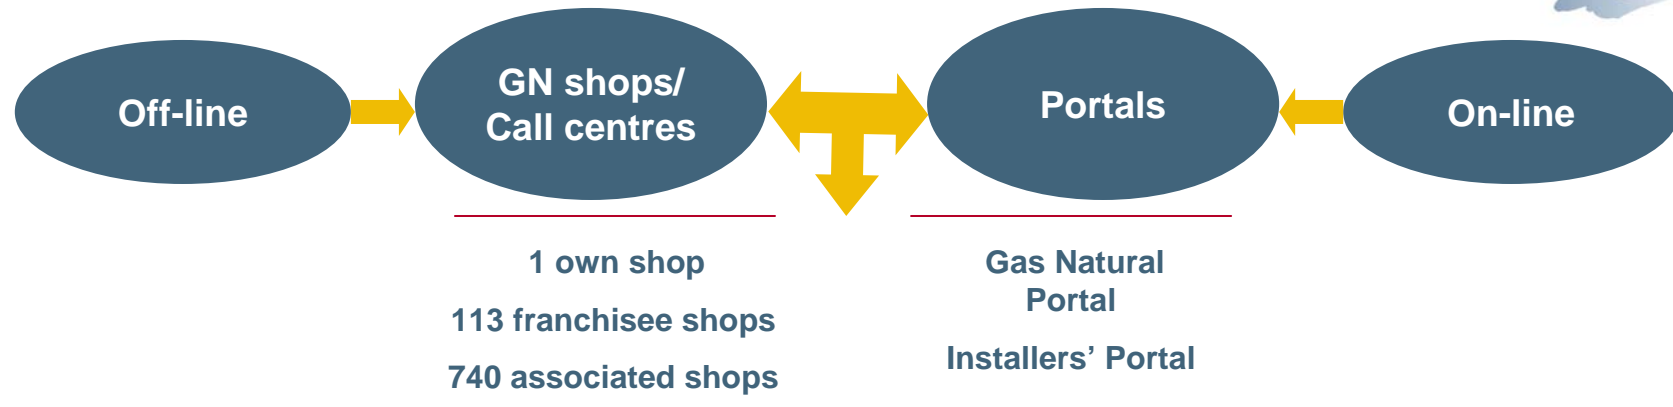 Off-line
GN shops/
Call centres
Portals
On-line
1 own shop
113 franchisee shops
740 associated shops
Gas Natural
Portal
Installers’ Portal